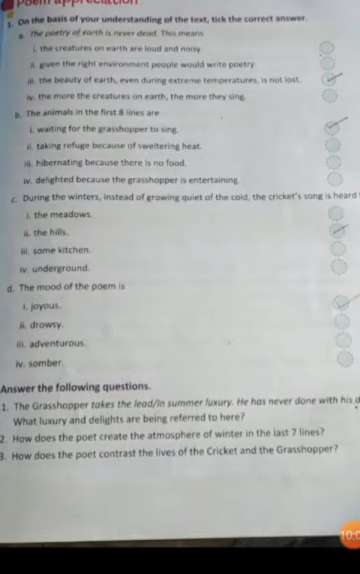 Poem appreciation
1. On the basis of your understanding of the text, tick the correct answer.
a. The poetry of earth is never dead. This means
i. the creatures on earth are loud and noisy.
ii. given the right environment people would write poetry.
iii. the beauty of earth, even during extreme temperatures, is not lost.
iv. the more the creatures on earth, the more they sing.
b. The animals in the first 8 lines are
i. waiting for the grasshopper to sing.
ii. taking refuge because of sweltering heat.
iii. hibernating because there is no food.
iv. delighted because the grasshopper is entertaining.
c. During the winters, instead of growing quiet of the cold, the cricket's song is heard
i. the meadows.
ii. the hills.
iii. some kitchen.
iv. underground.
d. The mood of the poem is
i. joyous.
ii. drowsy.
iii. adventurous.
iv. somber.
Answer the following questions.
1. The Grasshopper takes the lead/In summer luxury. He has never done with his d
What luxury and delights are being referred to here?
2. How does the poet create the atmosphere of winter in the last 7 lines?
3. How does the poet contrast the lives of the Cricket and the Grasshopper?